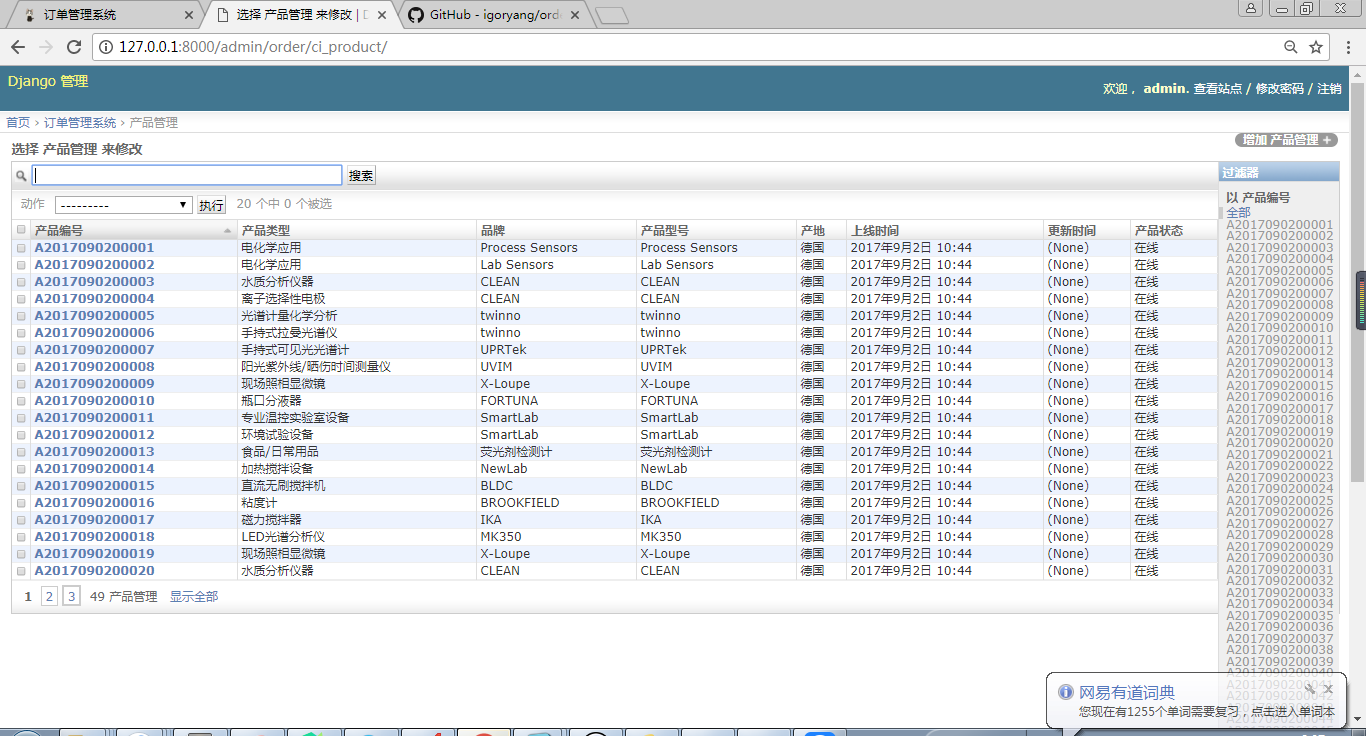 订单管理系统
选择 产品管理 来修改 | D
GitHub - igoryang/orde
127.0.0.1:8000/admin/order/ci_product/
Django 管理
欢迎， admin. 查看站点 / 修改密码 / 注销
首页 › 订单管理系统 › 产品管理
选择 产品管理 来修改
增加 产品管理 +
搜索
动作 --------- 执行 20 个中 0 个被选
产品编号 产品类型 品牌 产品型号 产地 上线时间 更新时间 产品状态
A2017090200001 电化学应用 Process Sensors Process Sensors 德国 2017年9月2日 10:44 (None) 在线
A2017090200002 电化学应用 Lab Sensors Lab Sensors 德国 2017年9月2日 10:44 (None) 在线
A2017090200003 水质分析仪器 CLEAN CLEAN 德国 2017年9月2日 10:44 (None) 在线
A2017090200004 离子选择性电极 CLEAN CLEAN 德国 2017年9月2日 10:44 (None) 在线
A2017090200005 光谱计量化学分析 twinno twinno 德国 2017年9月2日 10:44 (None) 在线
A2017090200006 手持式拉曼光谱仪 twinno twinno 德国 2017年9月2日 10:44 (None) 在线
A2017090200007 手持式可见光光谱计 UPRTek UPRTek 德国 2017年9月2日 10:44 (None) 在线
A2017090200008 阳光紫外线/晒伤时间测量仪 UVIM UVIM 德国 2017年9月2日 10:44 (None) 在线
A2017090200009 现场照相显微镜 X-Loupe X-Loupe 德国 2017年9月2日 10:44 (None) 在线
A2017090200010 瓶口分液器 FORTUNA FORTUNA 德国 2017年9月2日 10:44 (None) 在线
A2017090200011 专业温控实验室设备 SmartLab SmartLab 德国 2017年9月2日 10:44 (None) 在线
A2017090200012 环境试验设备 SmartLab SmartLab 德国 2017年9月2日 10:44 (None) 在线
A2017090200013 食品/日常用品 荧光剂检测计 荧光剂检测计 德国 2017年9月2日 10:44 (None) 在线
A2017090200014 加热搅拌设备 NewLab NewLab 德国 2017年9月2日 10:44 (None) 在线
A2017090200015 直流无刷搅拌机 BLDC BLDC 德国 2017年9月2日 10:44 (None) 在线
A2017090200016 粘度计 BROOKFIELD BROOKFIELD 德国 2017年9月2日 10:44 (None) 在线
A2017090200017 磁力搅拌器 IKA IKA 德国 2017年9月2日 10:44 (None) 在线
A2017090200018 LED光谱分析仪 MK350 MK350 德国 2017年9月2日 10:44 (None) 在线
A2017090200019 现场照相显微镜 X-Loupe X-Loupe 德国 2017年9月2日 10:44 (None) 在线
A2017090200020 水质分析仪器 CLEAN CLEAN 德国 2017年9月2日 10:44 (None) 在线
1 2 3 49 产品管理 显示全部
过滤器
以 产品编号
全部
A2017090200001
A2017090200002
A2017090200003
A2017090200004
A2017090200005
A2017090200006
A2017090200007
A2017090200008
A2017090200009
A2017090200010
A2017090200011
A2017090200012
A2017090200013
A2017090200014
A2017090200015
A2017090200016
A2017090200017
A2017090200018
A2017090200019
A2017090200020
A2017090200021
A2017090200022
A2017090200023
A2017090200024
A2017090200025
A2017090200026
A2017090200027
A2017090200028
A2017090200029
A2017090200030
A2017090200031
A2017090200032
A2017090200033
A2017090200034
A2017090200035
A2017090200036
A2017090200037
A2017090200038
A2017090200039
A2017090200040
网易有道词典
您现在有1255个单词需要复习，点击进入单词本